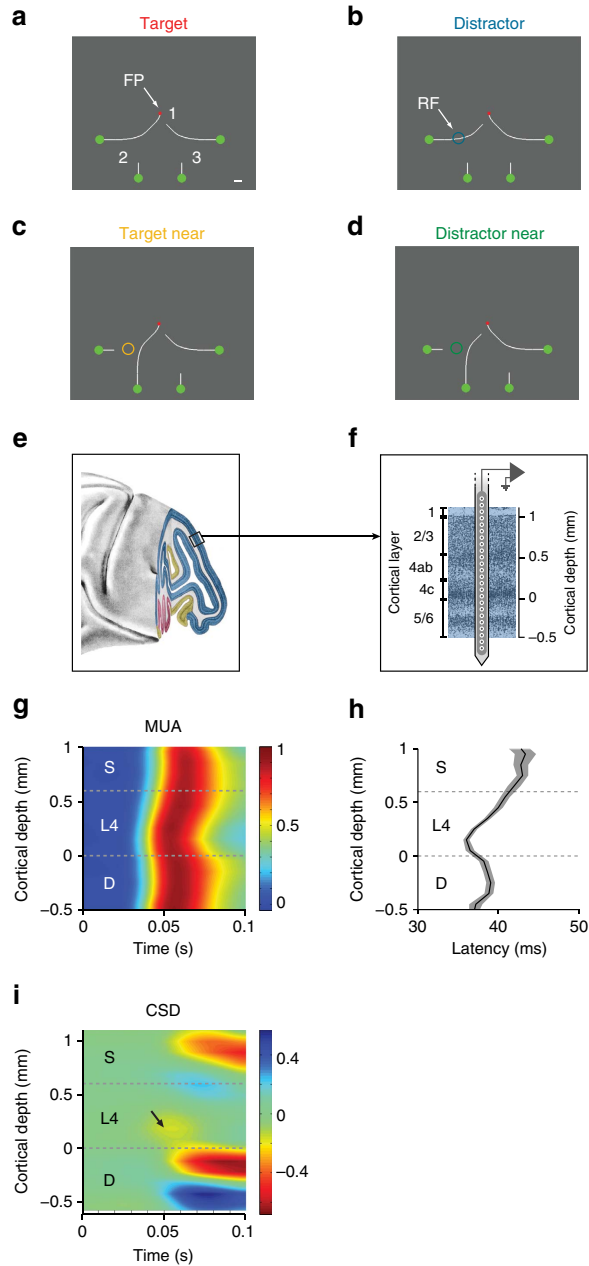 a
Target
FP
1
2
3
b
Distractor
RF
c
Target near
d
Distractor near
e
f
Cortical layer
1
2/3
4ab
4c
5/6
1
0.5
0
−0.5
Cortical depth (mm)
g
MUA
Cortical depth (mm)
1
0.5
0
−0.5
S
L4
D
0
0.05
0.1
Time (s)
1
0.5
0
h
Cortical depth (mm)
1
0.5
0
−0.5
S
L4
D
30
40
50
Latency (ms)
i
CSD
Cortical depth (mm)
1
0.5
0
−0.5
S
L4
D
0
0.05
0.1
Time (s)
0.4
0
−0.4